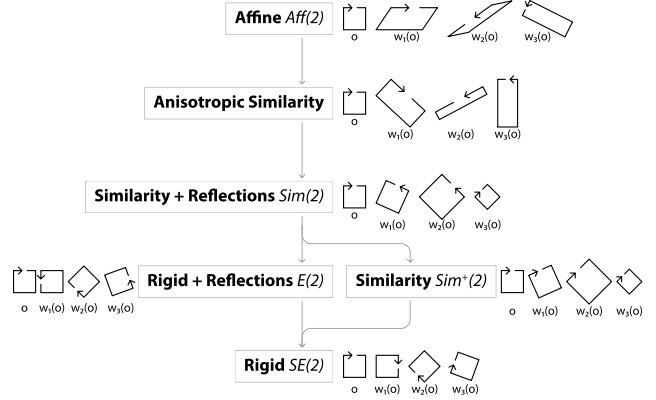 Affine Aff(2)
o w₁(o) w₂(o) w₃(o)
Anisotropic Similarity
o w₁(o) w₂(o) w₃(o)
Similarity + Reflections Sim(2)
o w₁(o) w₂(o) w₃(o)
Rigid + Reflections E(2)
o w₁(o) w₂(o) w₃(o)
Similarity Sim⁺(2)
o w₁(o) w₂(o) w₃(o)
Rigid SE(2)
o w₁(o) w₂(o) w₃(o)